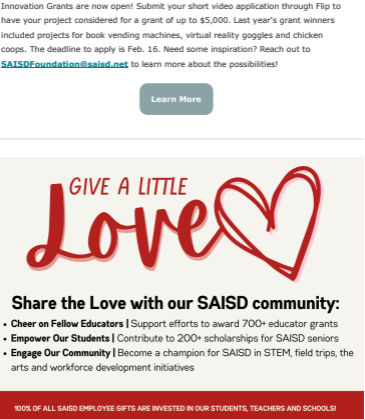 Innovation Grants are now open! Submit your short video application through Flip to
have your project considered for a grant of up to $5,000. Last year's grant winners
included projects for book vending machines, virtual reality goggles and chicken
coops. The deadline to apply is Feb. 16. Need some inspiration? Reach out to
SAISDFoundation@saisd.net to learn more about the possibilities!
Learn More
GIVE A LITTLE
Love
Share the Love with our SAISD community:
• Cheer on Fellow Educators | Support efforts to award 700+ educator grants
• Empower Our Students | Contribute to 200+ scholarships for SAISD seniors
• Engage Our Community | Become a champion for SAISD in STEM, field trips, the
arts and workforce development initiatives
100% OF ALL SAISD EMPLOYEE GIFTS ARE INVESTED IN OUR STUDENTS, TEACHERS AND SCHOOLS!